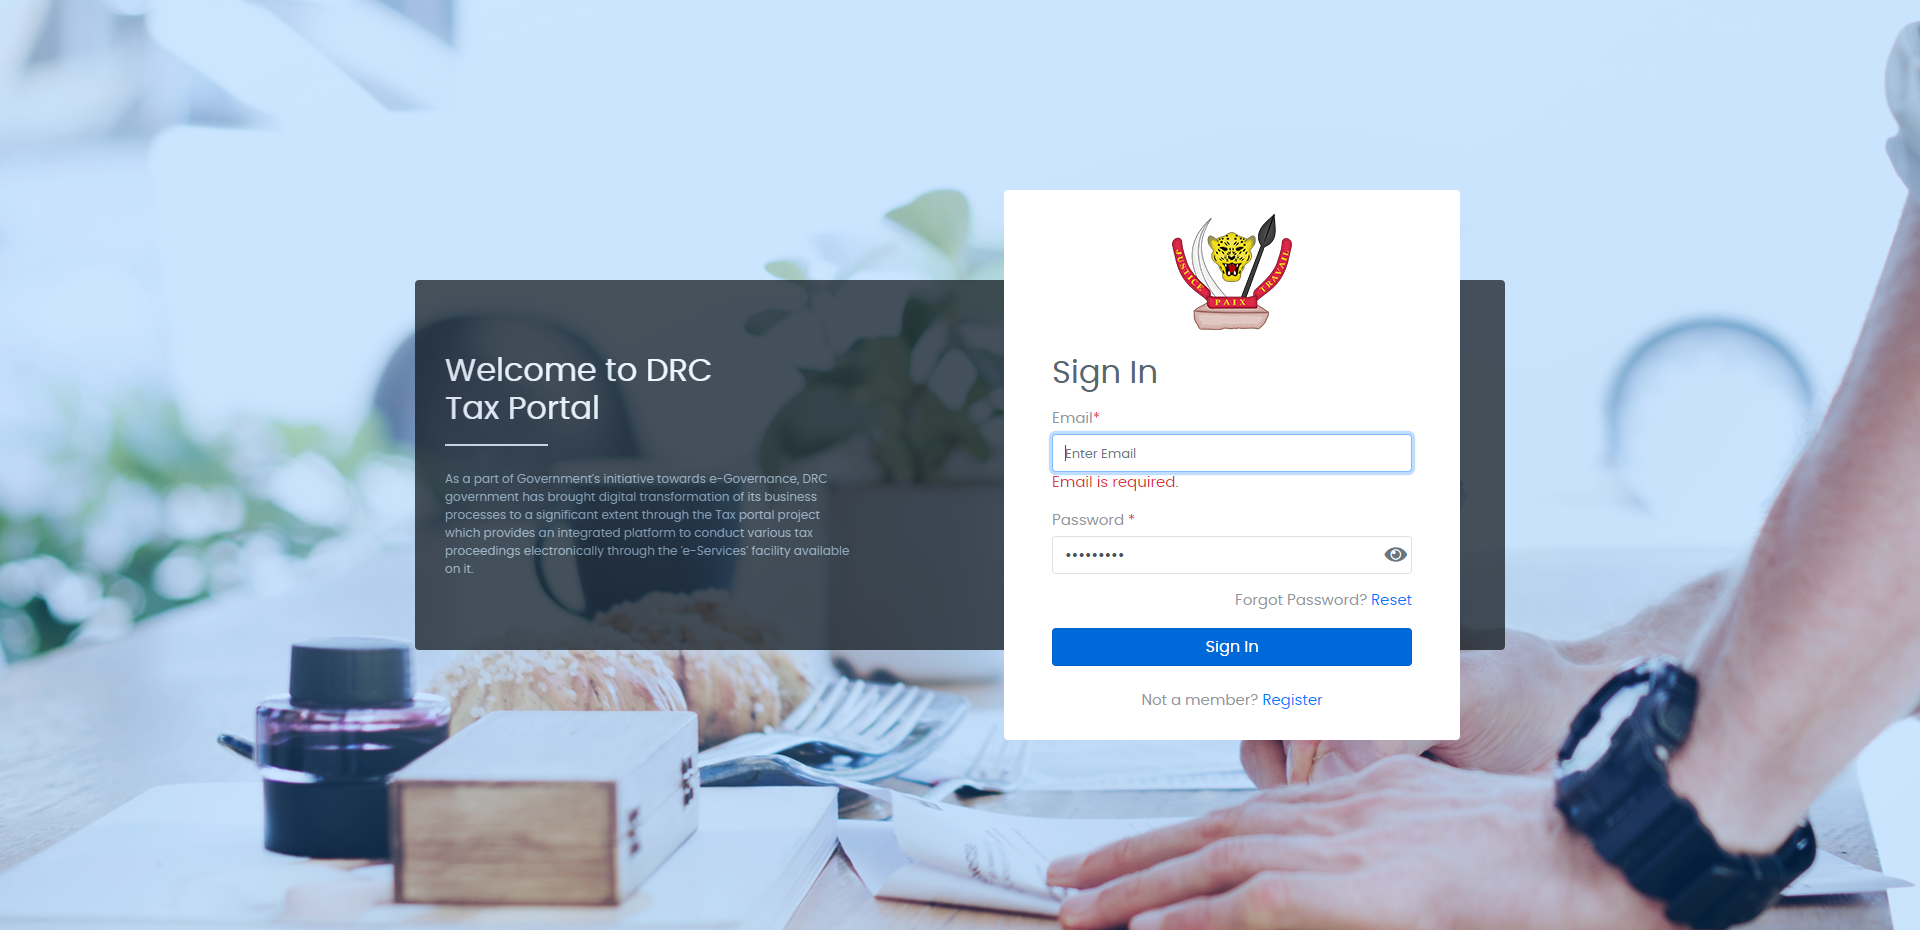 JUSTICE
PAIX
TRAVAIL
Welcome to DRC
Tax Portal
As a part of Government's initiative towards e-Governance, DRC
government has brought digital transformation of its business
processes to a significant extent through the Tax portal project
which provides an integrated platform to conduct various tax
proceedings electronically through the 'e-Services' facility available
on it.
Sign In
Email*
Enter Email
Email is required.
Password *
•••••••••
Forgot Password? Reset
Sign In
Not a member? Register